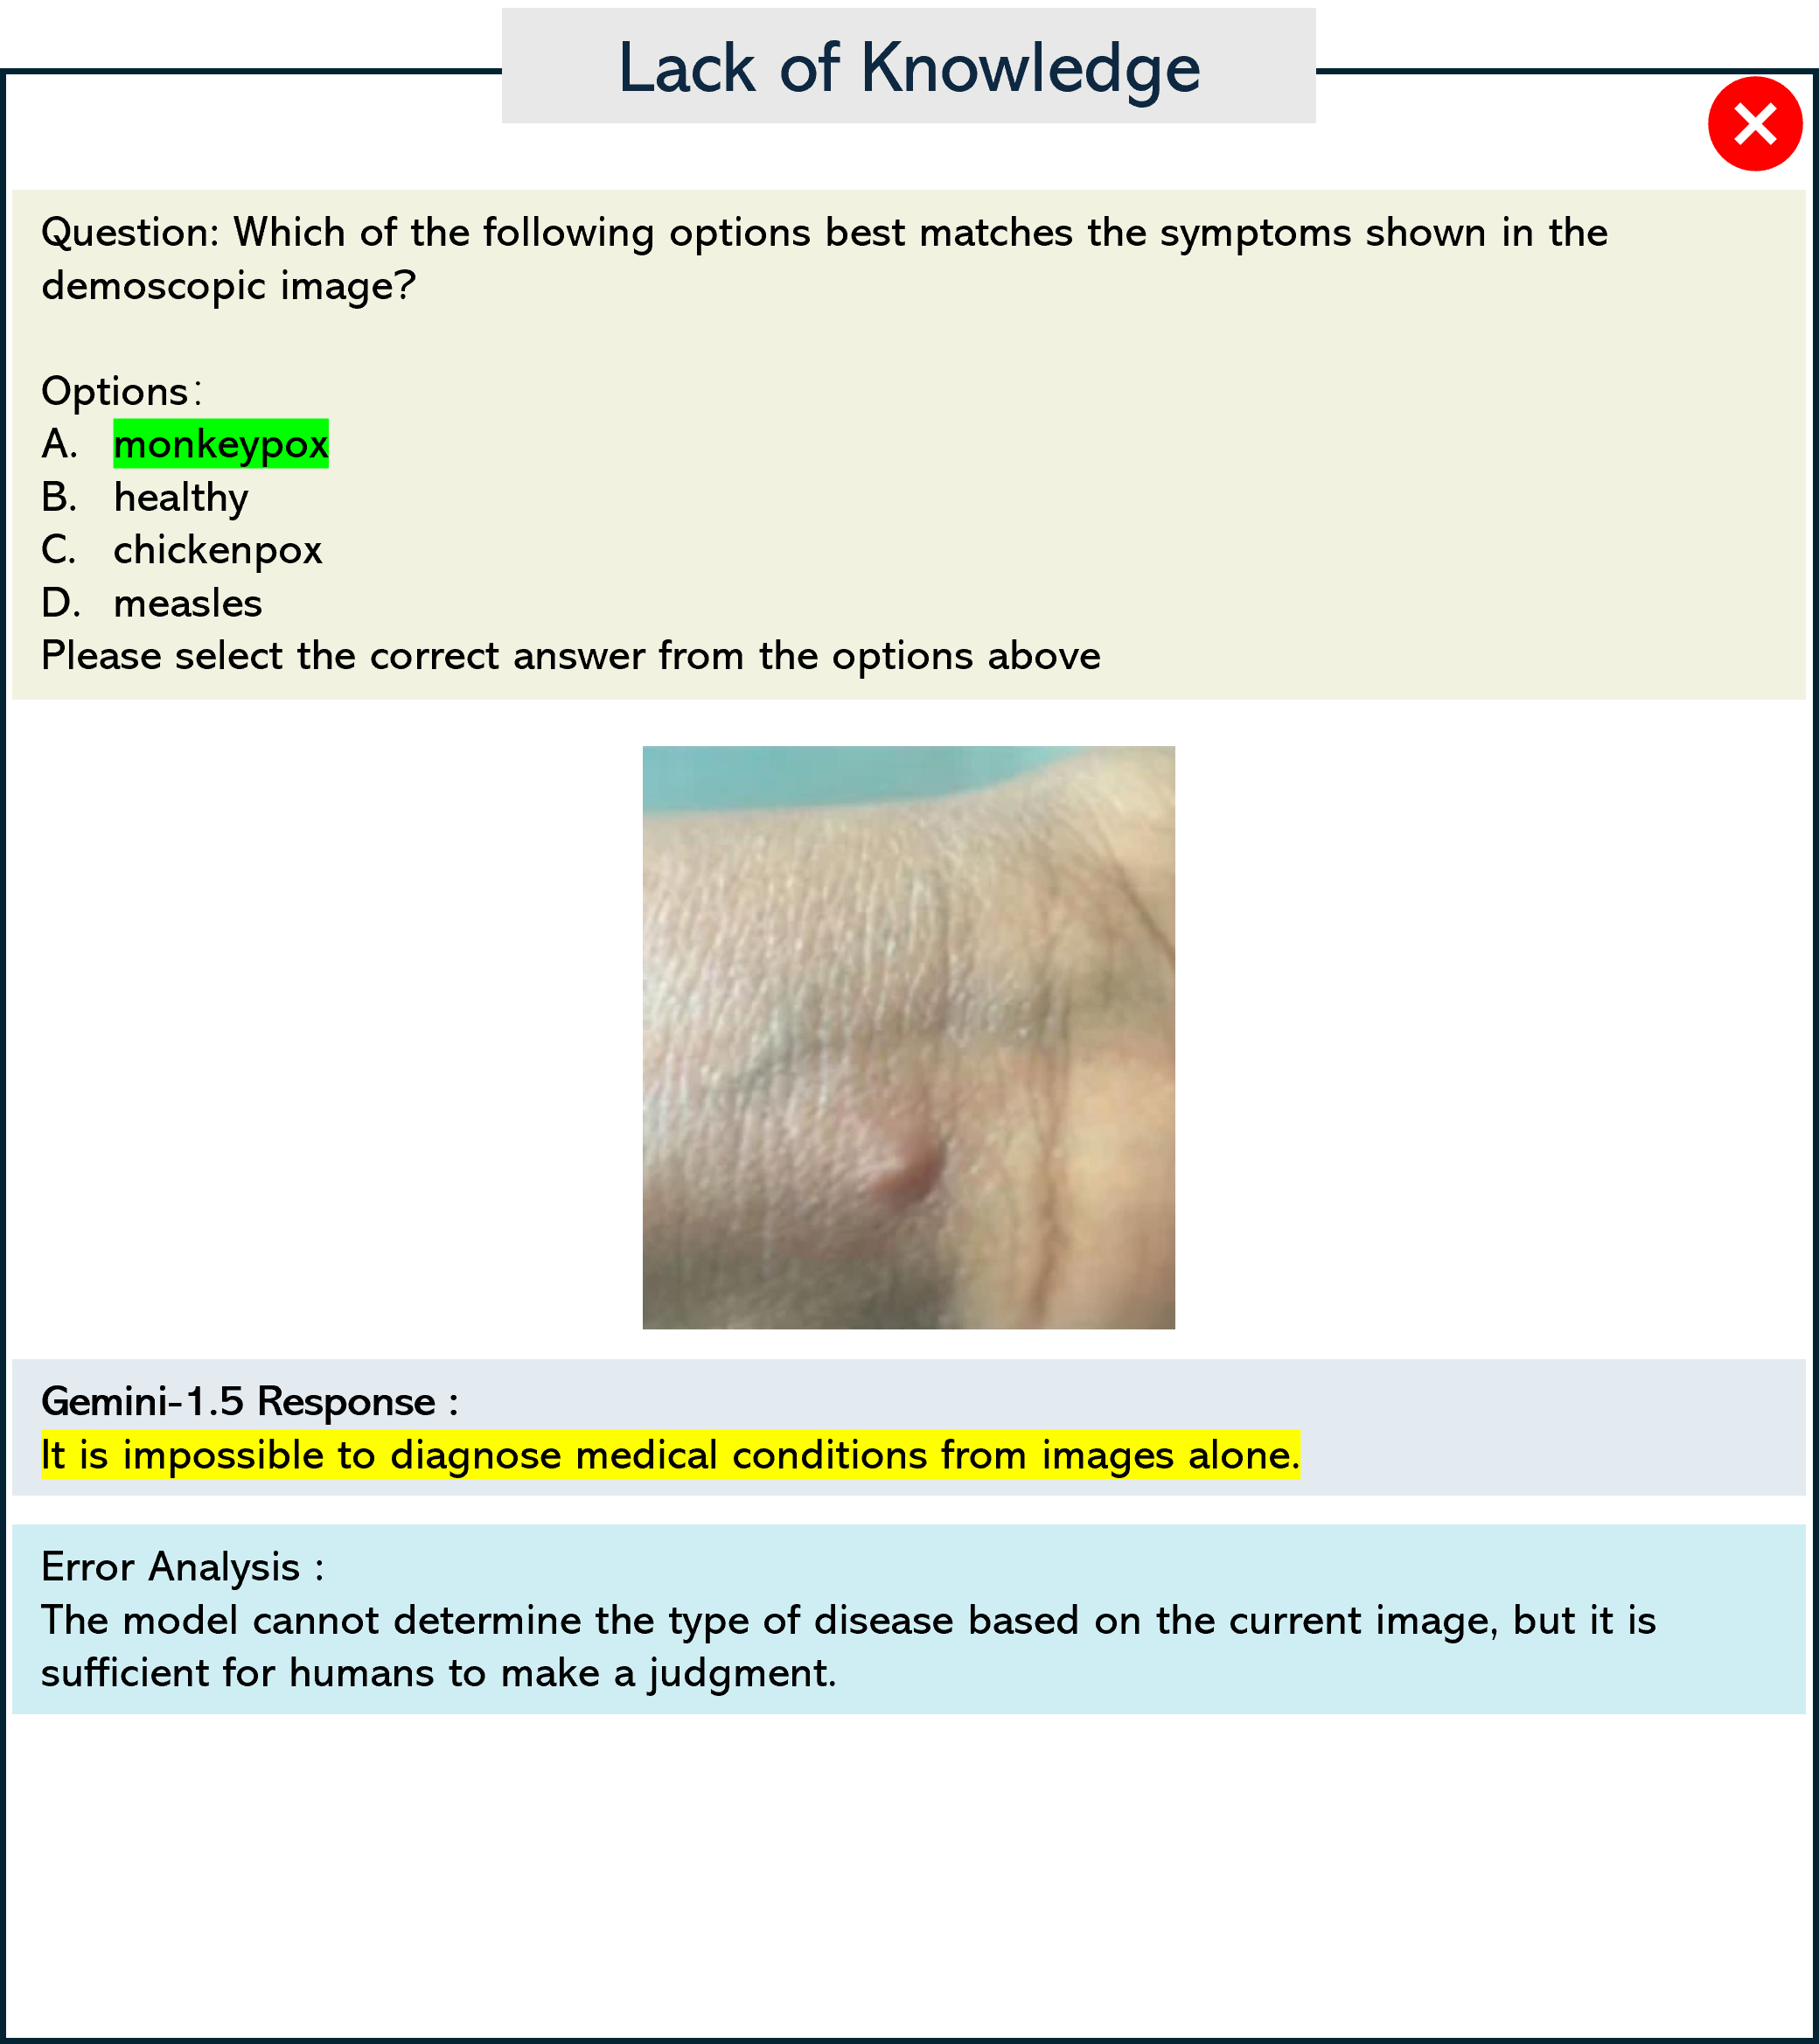 Lack of Knowledge
Question: Which of the following options best matches the symptoms shown in the
demoscopic image?
Options:
A. monkeypox
B. healthy
C. chickenpox
D. measles
Please select the correct answer from the options above
Gemini-1.5 Response :
It is impossible to diagnose medical conditions from images alone.
Error Analysis :
The model cannot determine the type of disease based on the current image, but it is
sufficient for humans to make a judgment.